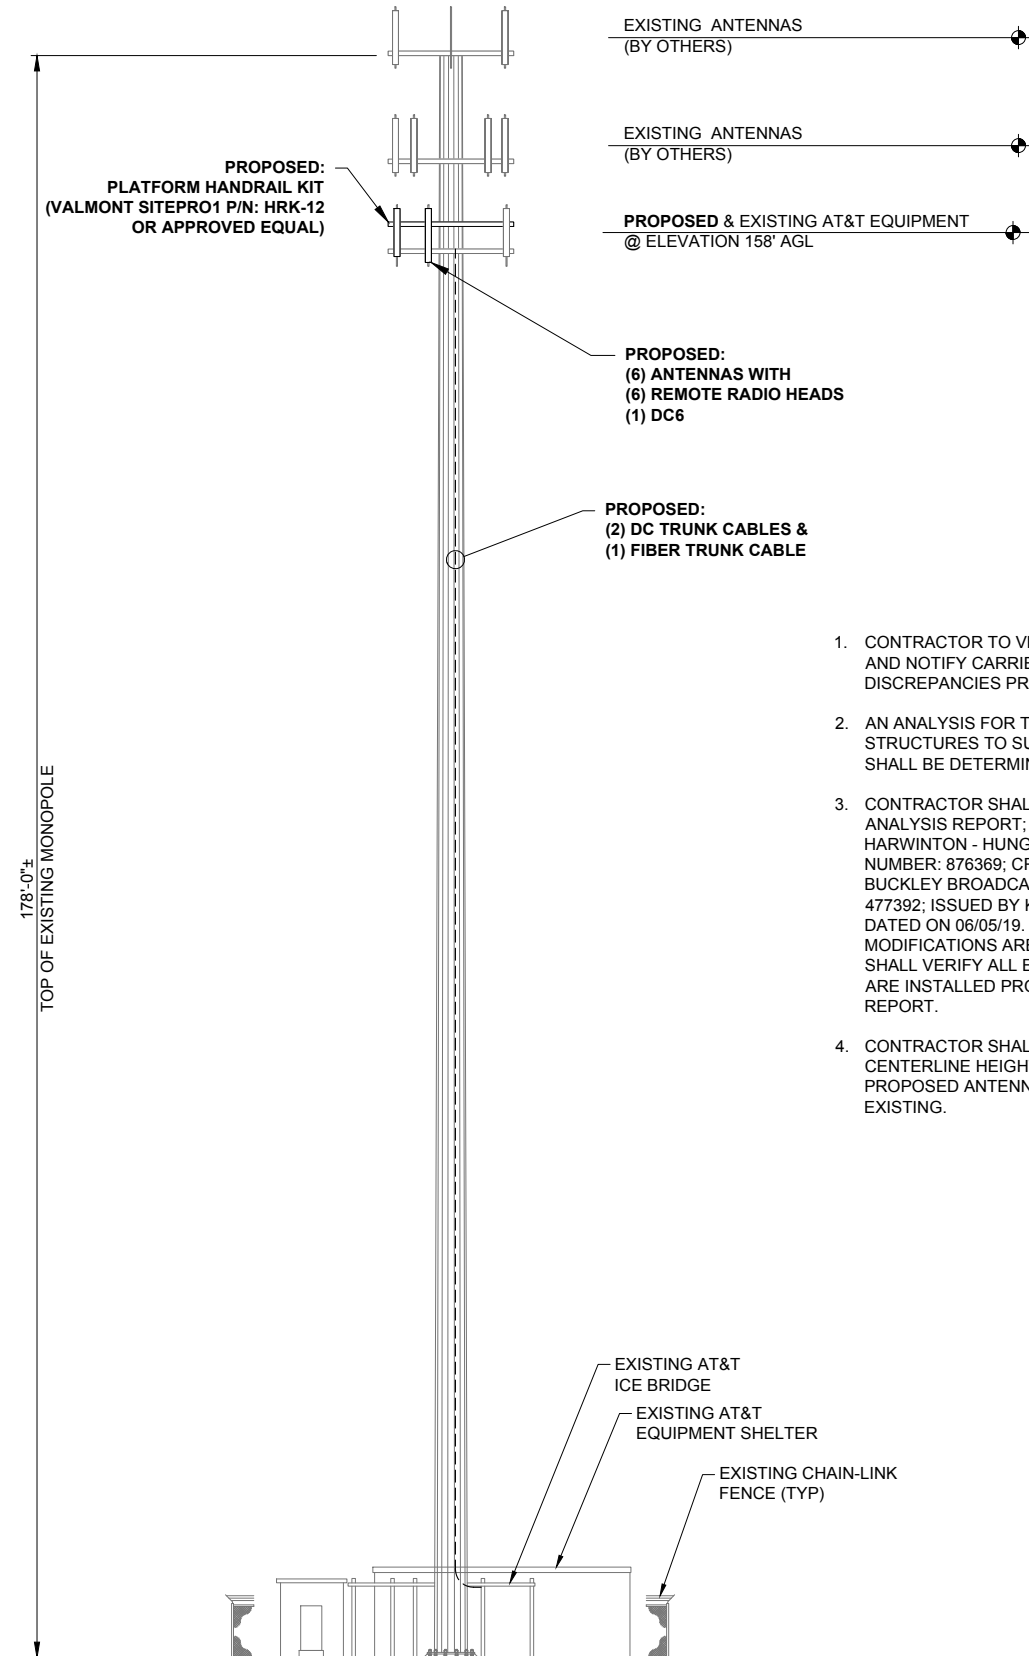 EXISTING ANTENNAS
(BY OTHERS)
EXISTING ANTENNAS
(BY OTHERS)
PROPOSED:
PLATFORM HANDRAIL KIT
(VALMONT SITEPRO1 P/N: HRK-12
OR APPROVED EQUAL)
PROPOSED & EXISTING AT&T EQUIPMENT
@ ELEVATION 158' AGL
PROPOSED:
(6) ANTENNAS WITH
(6) REMOTE RADIO HEADS
(1) DC6
PROPOSED:
(2) DC TRUNK CABLES &
(1) FIBER TRUNK CABLE
178'-0"±
TOP OF EXISTING MONOPOLE
1. CONTRACTOR TO
AND NOTIFY
DISCREPANCIES
2. AN ANALYSIS FOR
STRUCTURES TO
SHALL BE
3. CONTRACTOR
ANALYSIS REPORT;
HARWINTON -
NUMBER: 876369;
BUCKLEY
477392; ISSUED BY
DATED ON 06/05/19.
MODIFICATIONS
SHALL VERIFY ALL
ARE INSTALLED
REPORT.
4. CONTRACTOR
CENTERLINE
PROPOSED
EXISTING.
EXISTING AT&T
ICE BRIDGE
EXISTING AT&T
EQUIPMENT SHELTER
EXISTING CHAIN-LINK
FENCE (TYP)